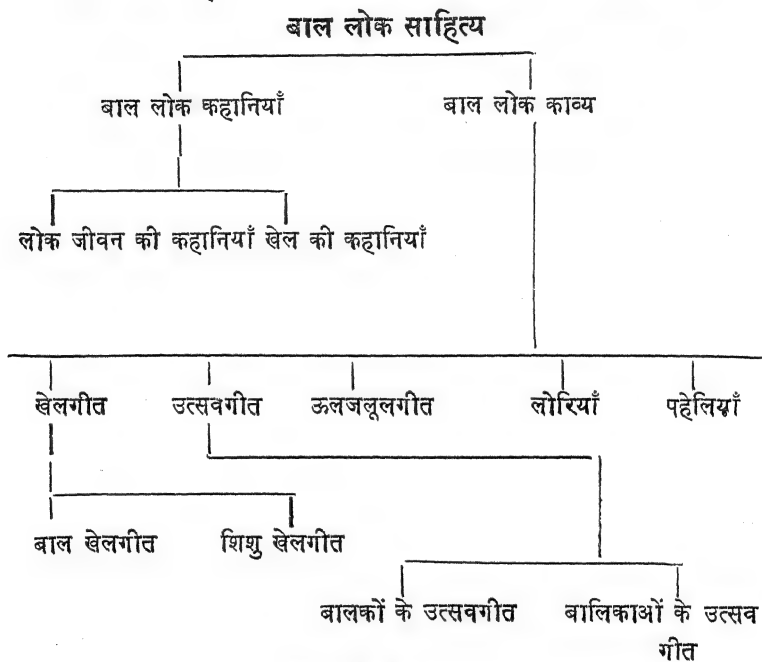 बाल लोक साहित्य
बाल लोक कहानियाँ बाल लोक काव्य
लोक जीवन की कहानियाँ खेल की कहानियाँ
खेलगीत उत्सवगीत ऊलजलूलगीत लोरियाँ पहेलियाँ
बाल खेलगीत शिशु खेलगीत
बालकों के उत्सवगीत बालिकाओं के उत्सव
गीत